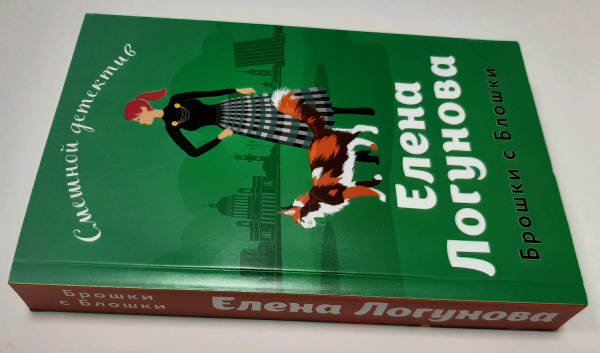 Смешной детектив
Елена
Логунова
Брошки с Блошки
Брошки
с Блошки
Елена Логунова